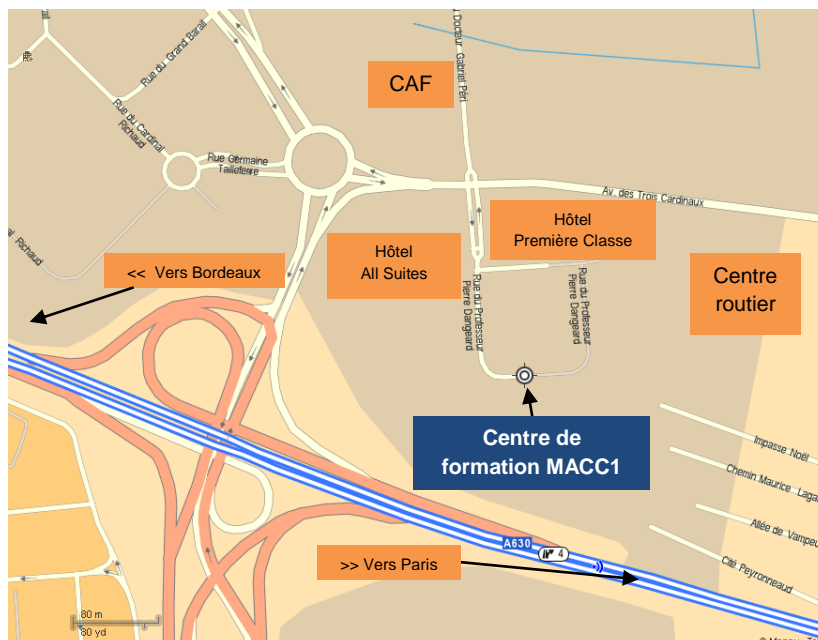 Rue du Grand Barail
Docteur Gabriel Péri
CAF
Rue du Cardinal
Richaud
Rue Germaine
Tailleferre
Av. des Trois Cardinaux
Hôtel
Première Classe
Hôtel
All Suites
Richaud
<< Vers Bordeaux
Centre
routier
Rue du Professeur
Pierre Dangeard
Rue du Professeur
Pierre Dangeard
Centre de
formation MACC1
Impasse Noël
Chemin Maurice Laga
Allée de Vampeu
Cité Peyronneaud
A630
4
>> Vers Paris
80 m
80 yd